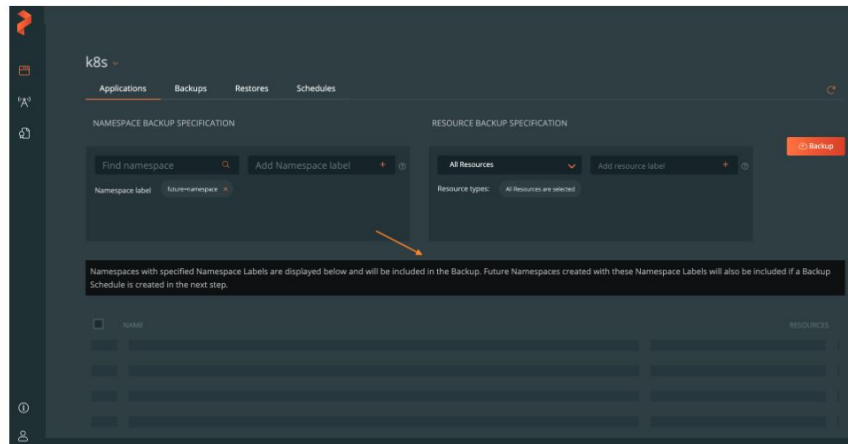 k8s
Applications Backups Restores Schedules
NAMESPACE BACKUP SPECIFICATION
RESOURCE BACKUP SPECIFICATION
Backup
Find namespace
Add Namespace label +
All Resources
Add resource label +
Namespace label future=namespace ×
Resource types: All Resources are selected
Namespaces with specified Namespace Labels are displayed below and will be included in the Backup. Future Namespaces created with these Namespace Labels will also be included if a Backup
Schedule is created in the next step.
NAME RESOURCES